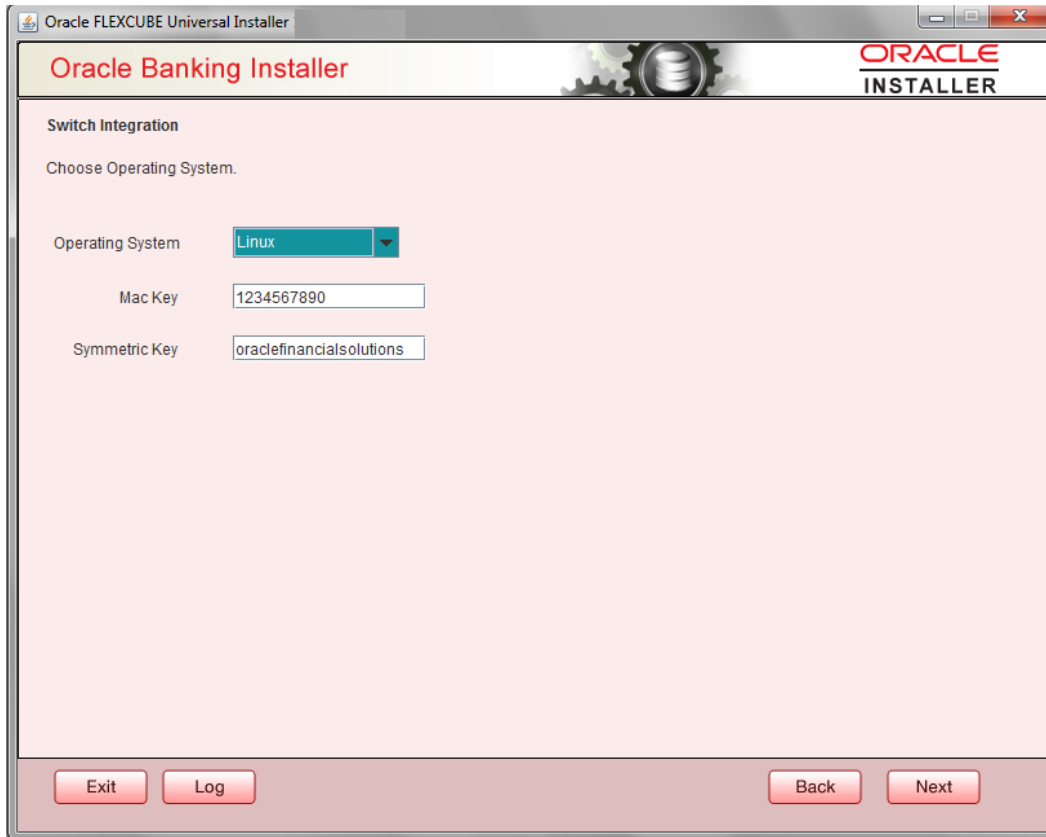 Oracle FLEXCUBE Universal Installer
Oracle Banking Installer
ORACLE
INSTALLER
Switch Integration
Choose Operating System.
Operating System
Linux
Mac Key
1234567890
Symmetric Key
oraclefinancialsolutions
Exit
Log
Back
Next